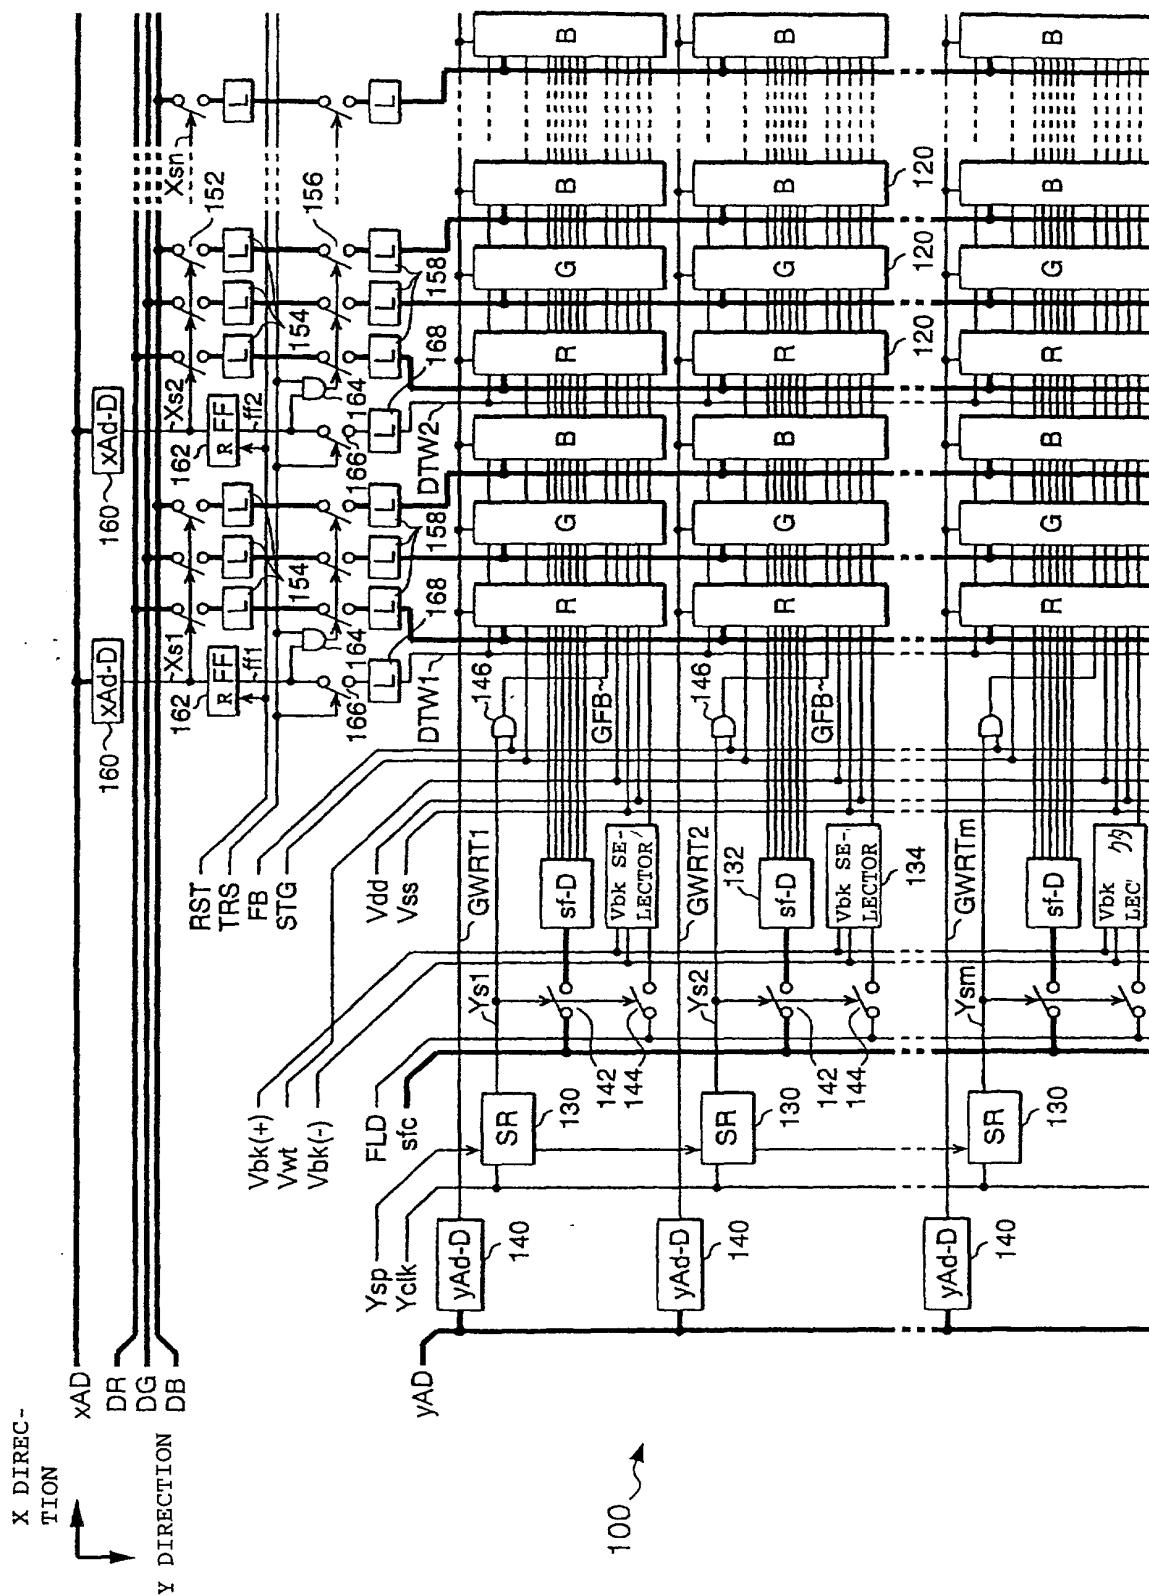 X DIREC-
TION
Y DIRECTION
100
xAD
DR
DG
DB
160 xAd-D
160 xAd-D
Xs1
Xs2
Xsn
152
162 R FF
162 R FF
ff1
ff2
L L L
L L L
L
154
154
164
164
156
166
166
L L L L
L L L L
L
158
158
168
168
RST
TRS
FB
STG
Vdd
Vss
DTW1
DTW2
Vbk(+)
Vwt
Vbk(-)
FLD
sfc
Ysp
Yclk
yAD
yAd-D
140
GWRT1
SR
130
Ys1
142
144
sf-D
Vbk SE-
LECTOR
146
GFB
R G B R G B B
yAd-D
140
GWRT2
SR
130
Ys2
142
144
132
sf-D
Vbk SE-
LECTOR
134
146
GFB
R G B R G B B
120
120
120
yAd-D
140
GWRTm
SR
130
Ysm
sf-D
Vbk
LEC'
R G B R G B B